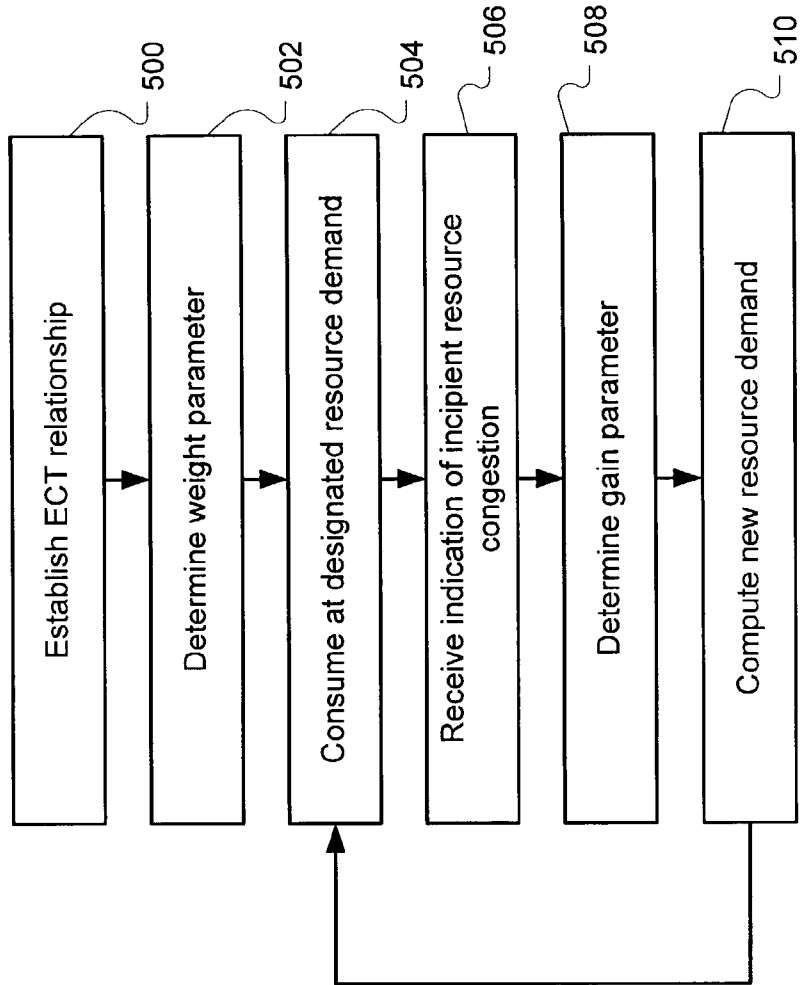 Establish ECT relationship
500
Determine weight parameter
502
Consume at designated resource demand
504
Receive indication of incipient resource
congestion
506
Determine gain parameter
508
Compute new resource demand
510